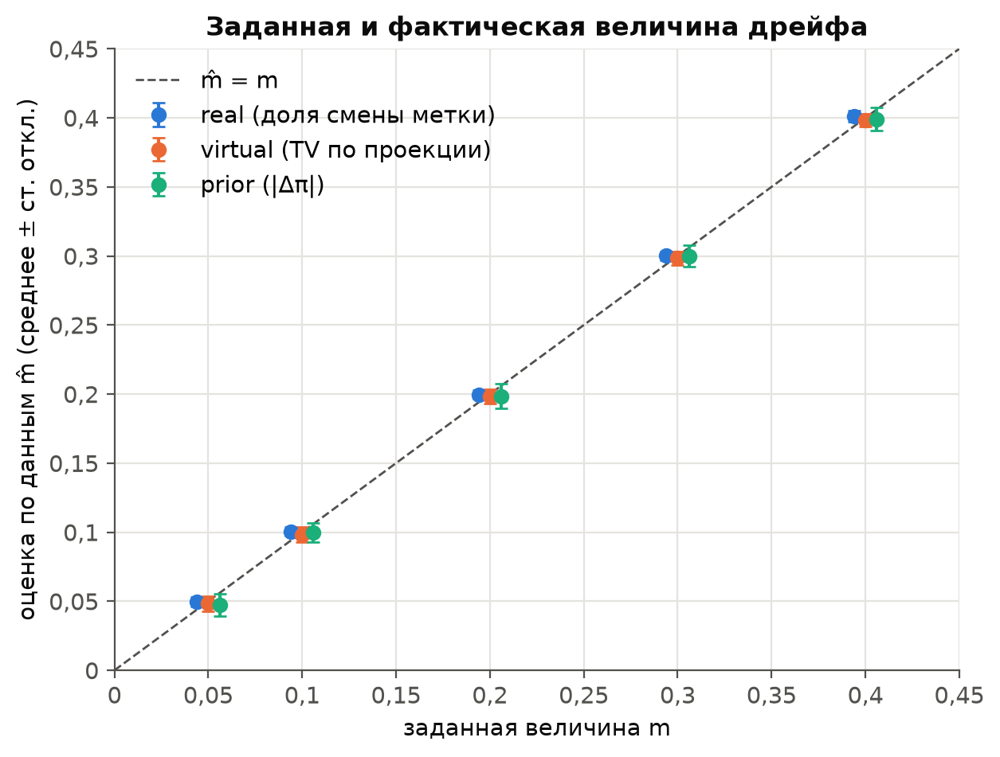 Заданная и фактическая величина дрейфа
m̂ = m
real (доля смены метки)
virtual (TV по проекции)
prior (|Δπ|)
оценка по данным m̂ (среднее ± ст. откл.)
0,45
0,4
0,35
0,3
0,25
0,2
0,15
0,1
0,05
0
0 0,05 0,1 0,15 0,2 0,25 0,3 0,35 0,4 0,45
заданная величина m